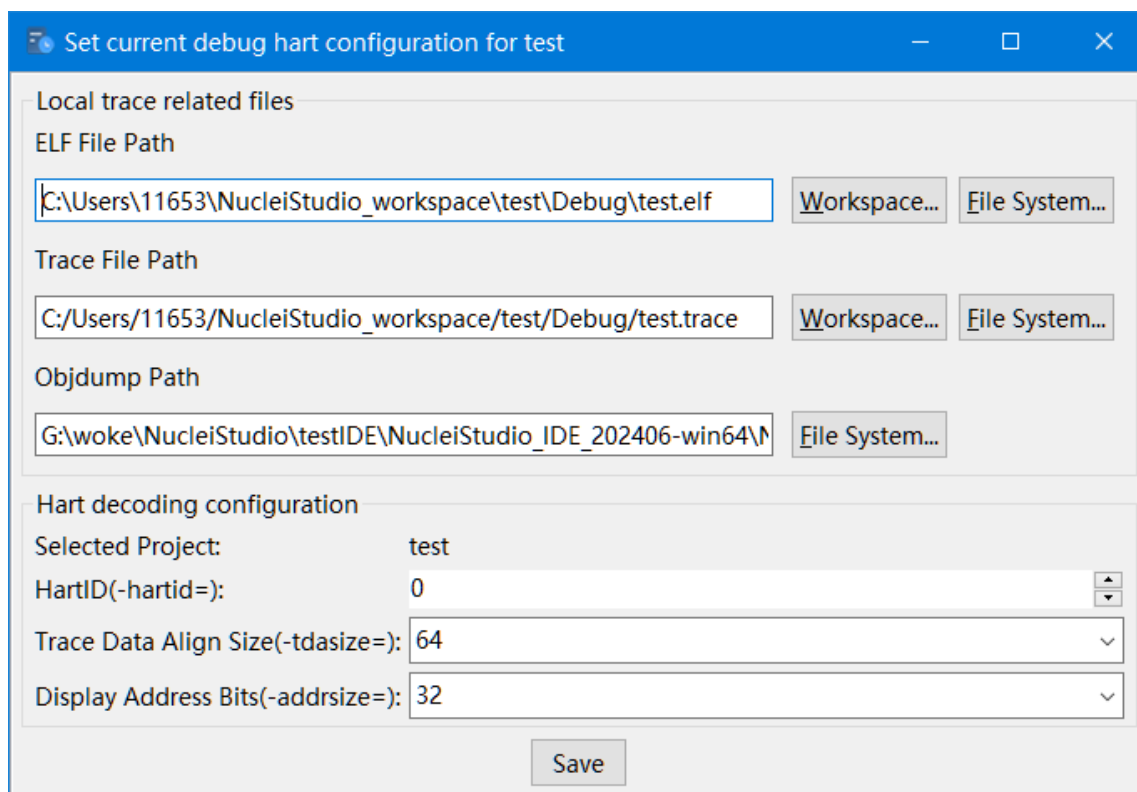 Set current debug hart configuration for test
Local trace related files
ELF File Path
C:\Users\11653\NucleiStudio_workspace\test\Debug\test.elf Workspace... File System...
Trace File Path
C:/Users/11653/NucleiStudio_workspace/test/Debug/test.trace Workspace... File System...
Objdump Path
G:\woke\NucleiStudio\testIDE\NucleiStudio_IDE_202406-win64\N File System...
Hart decoding configuration
Selected Project: test
HartID(-hartid=): 0
Trace Data Align Size(-tdasize=): 64
Display Address Bits(-addrsize=): 32
Save